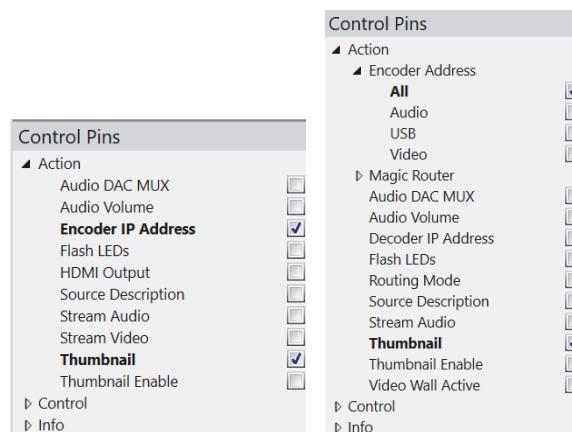 Control Pins
Action
Audio DAC MUX
Audio Volume
Encoder IP Address
Flash LEDs
HDMI Output
Source Description
Stream Audio
Stream Video
Thumbnail
Thumbnail Enable
Control
Info
Control Pins
Action
Encoder Address
All
Audio
USB
Video
Magic Router
Audio DAC MUX
Audio Volume
Decoder IP Address
Flash LEDs
Routing Mode
Source Description
Stream Audio
Thumbnail
Thumbnail Enable
Video Wall Active
Control
Info